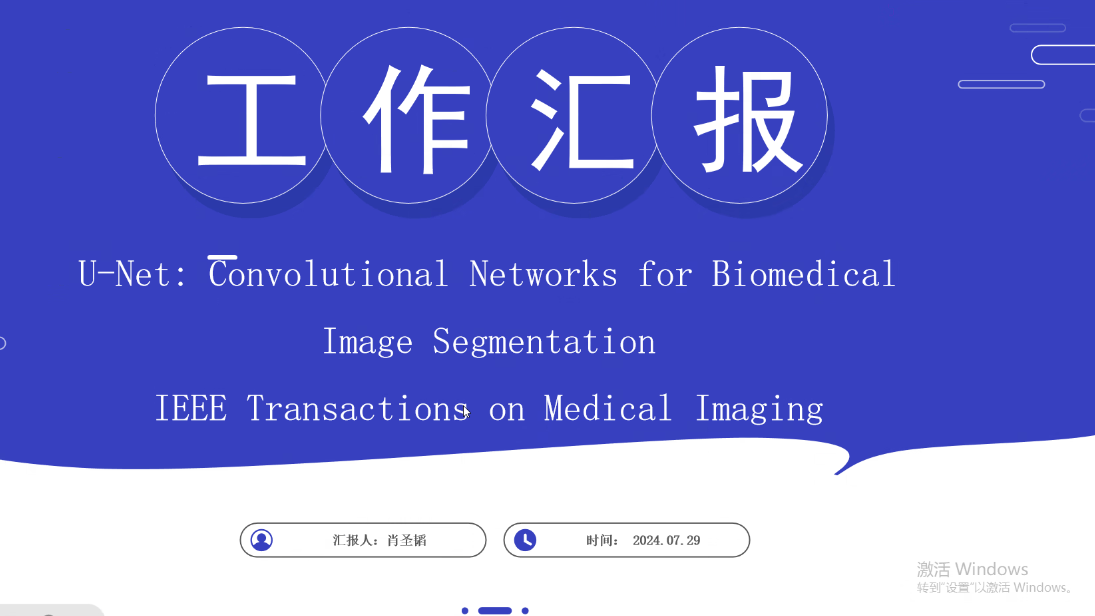 工作汇报
U-Net: Convolutional Networks for Biomedical
Image Segmentation
IEEE Transactions on Medical Imaging
汇报人：肖圣韬
时间： 2024.07.29
激活 Windows
转到"设置"以激活 Windows。